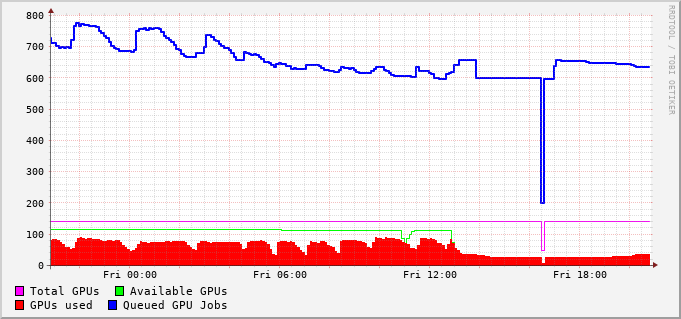 800
700
600
500
400
300
200
100
0
Fri 00:00 Fri 06:00 Fri 12:00 Fri 18:00
Total GPUs Available GPUs
GPUs used Queued GPU Jobs
RRDTOOL / TOBI OETIKER